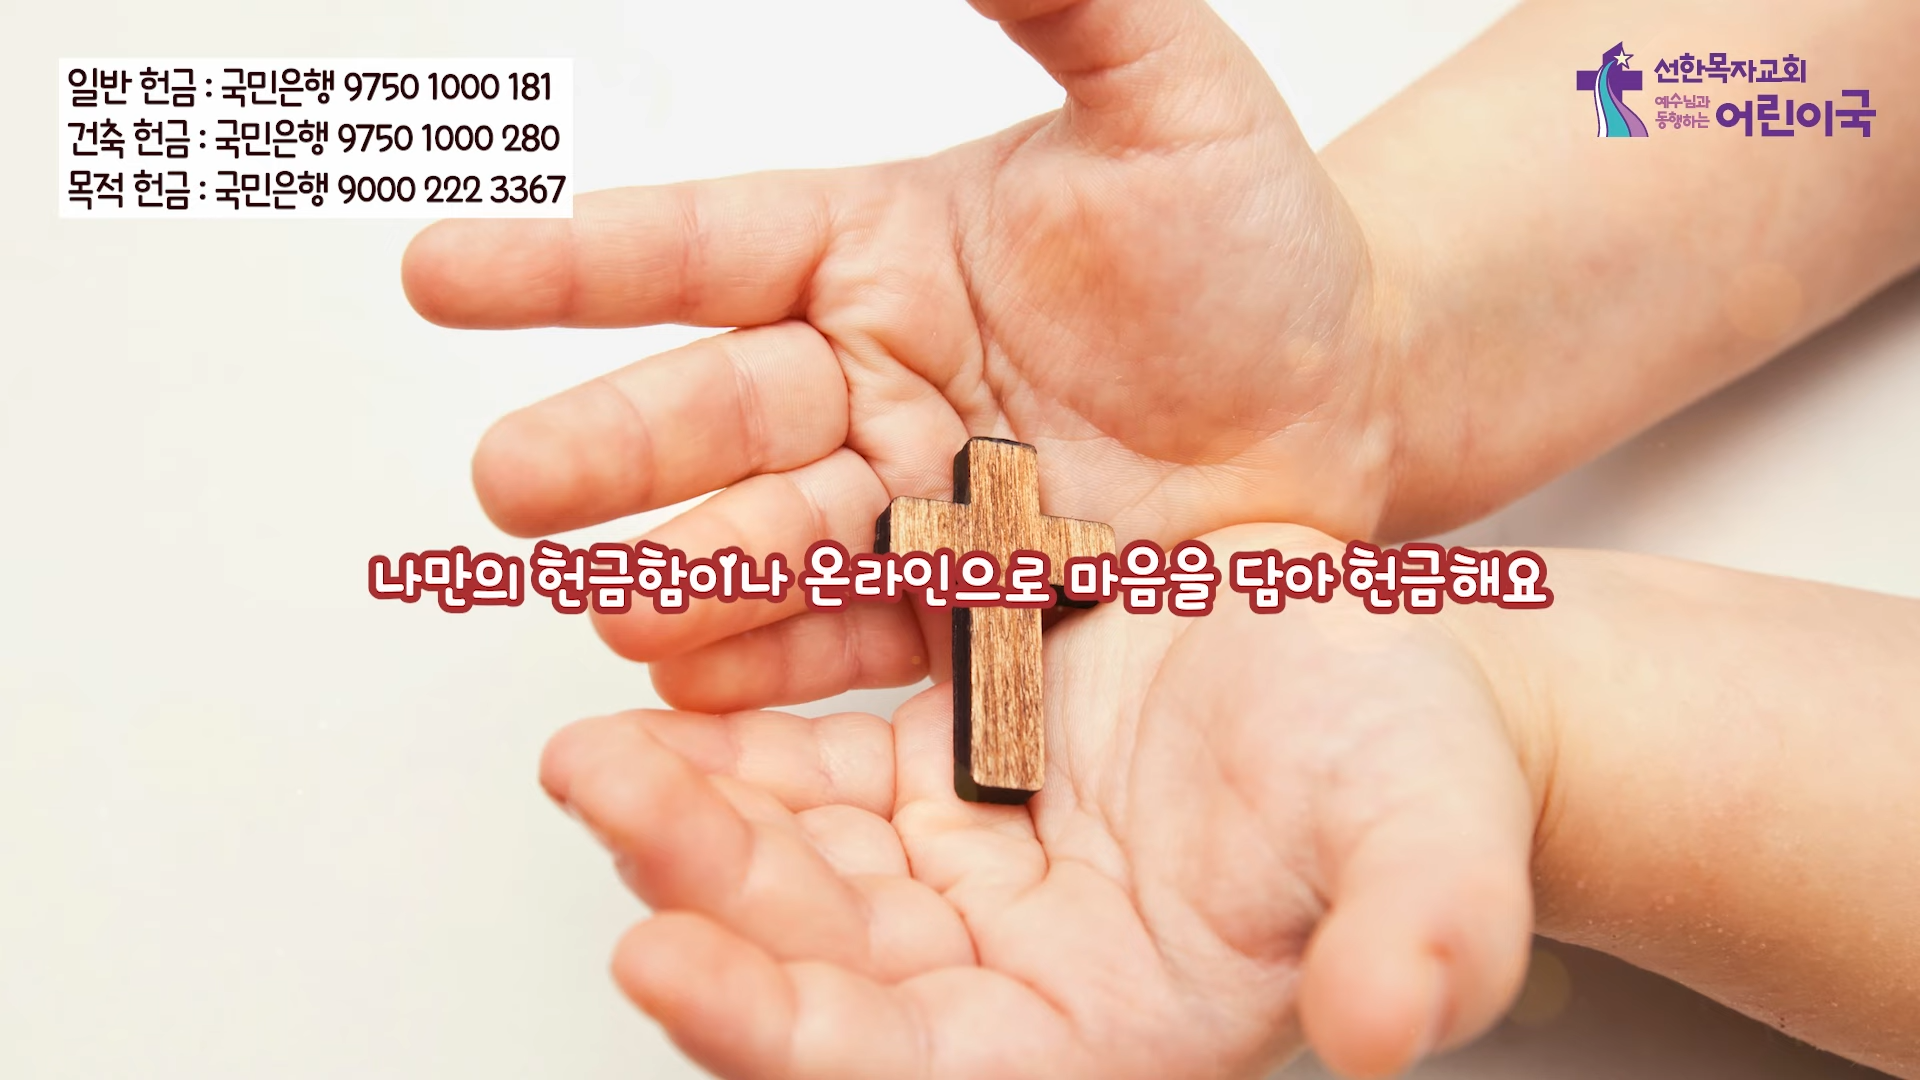 일반 헌금 : 국민은행 9750 1000 181
건축 헌금 : 국민은행 9750 1000 280
목적 헌금 : 국민은행 9000 222 3367
선한목자교회
예수님과
동행하는 어린이국
나만의 헌금함이나 온라인으로 마음을 담아 헌금해요